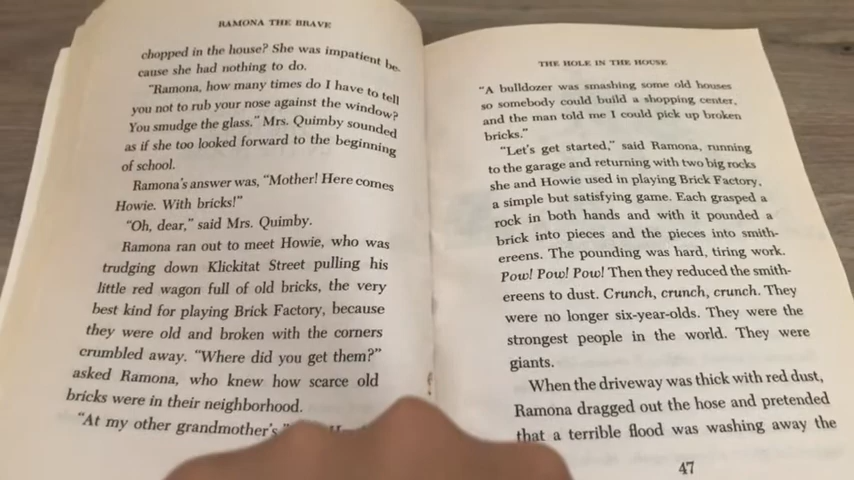 RAMONA THE BRAVE
chopped in the house? She was impatient be-
cause she had nothing to do.
"Ramona, how many times do I have to tell
you not to rub your nose against the window?
You smudge the glass." Mrs. Quimby sounded
as if she too looked forward to the beginning
of school.
Ramona's answer was, "Mother! Here comes
Howie. With bricks!"
"Oh, dear," said Mrs. Quimby.
Ramona ran out to meet Howie, who was
trudging down Klickitat Street pulling his
little red wagon full of old bricks, the very
best kind for playing Brick Factory, because
they were old and broken with the corners
crumbled away. "Where did you get them?"
asked Ramona, who knew how scarce old
bricks were in their neighborhood.
"At my other grandmother's,"
THE HOLE IN THE HOUSE
"A bulldozer was smashing some old houses
so somebody could build a shopping center,
and the man told me I could pick up broken
bricks."
"Let's get started," said Ramona, running
to the garage and returning with two big rocks
she and Howie used in playing Brick Factory,
a simple but satisfying game. Each grasped a
rock in both hands and with it pounded a
brick into pieces and the pieces into smith-
ereens. The pounding was hard, tiring work.
Pow! Pow! Pow! Then they reduced the smith-
ereens to dust. Crunch, crunch, crunch. They
were no longer six-year-olds. They were the
strongest people in the world. They were
giants.
When the driveway was thick with red dust,
Ramona dragged out the hose and pretended
that a terrible flood was washing away the
47